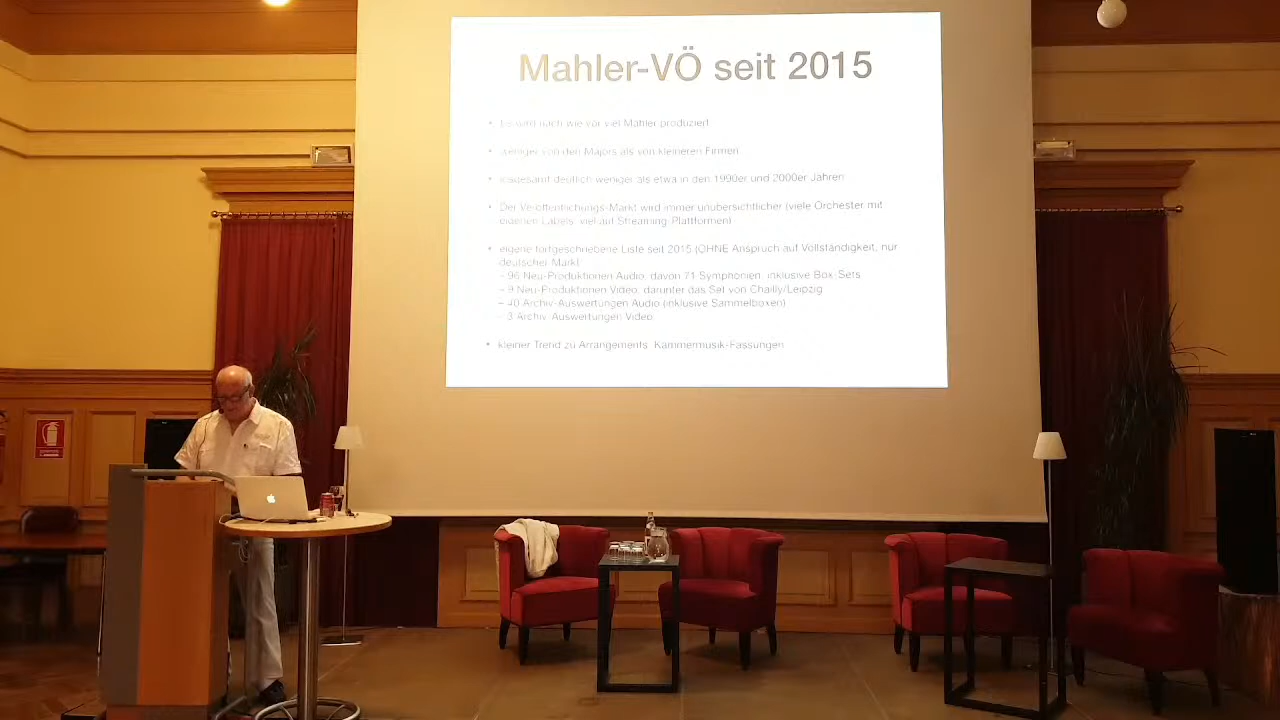 Mahler-VÖ seit 2015
• Es wird nach wie vor viel Mahler produziert
• weniger von den Majors als von kleineren Firmen
• insgesamt deutlich weniger als etwa in den 1990er und 2000er Jahren
• Der Veröffentlichungs-Markt wird immer unübersichtlicher (viele Orchester mit
eigenen Labels, viel auf Streaming-Plattformen)
• eigene fortgeschriebene Liste seit 2015 (OHNE Anspruch auf Vollständigkeit, nur
deutscher Markt
– 96 Neu-Produktionen Audio, davon 71 Symphonien, inklusive Box-Sets
– 9 Neu-Produktionen Video, darunter das Set von Chailly/Leipzig
– 40 Archiv-Auswertungen Audio (inklusive Sammelboxen)
– 3 Archiv-Auswertungen Video
• kleiner Trend zu Arrangements, Kammermusik-Fassungen